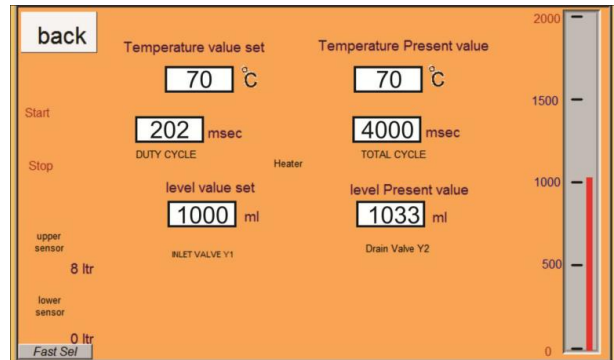 back
Temperature value set
Temperature Present value
70 °C
70 °C
Start
202 msec
4000 msec
DUTY CYCLE
TOTAL CYCLE
Stop
Heater
level value set
level Present value
1000 ml
1033 ml
upper
sensor
INLET VALVE Y1
Drain Valve Y2
8 ltr
lower
sensor
0 ltr
Fast Sel
2000
1500
1000
500
0